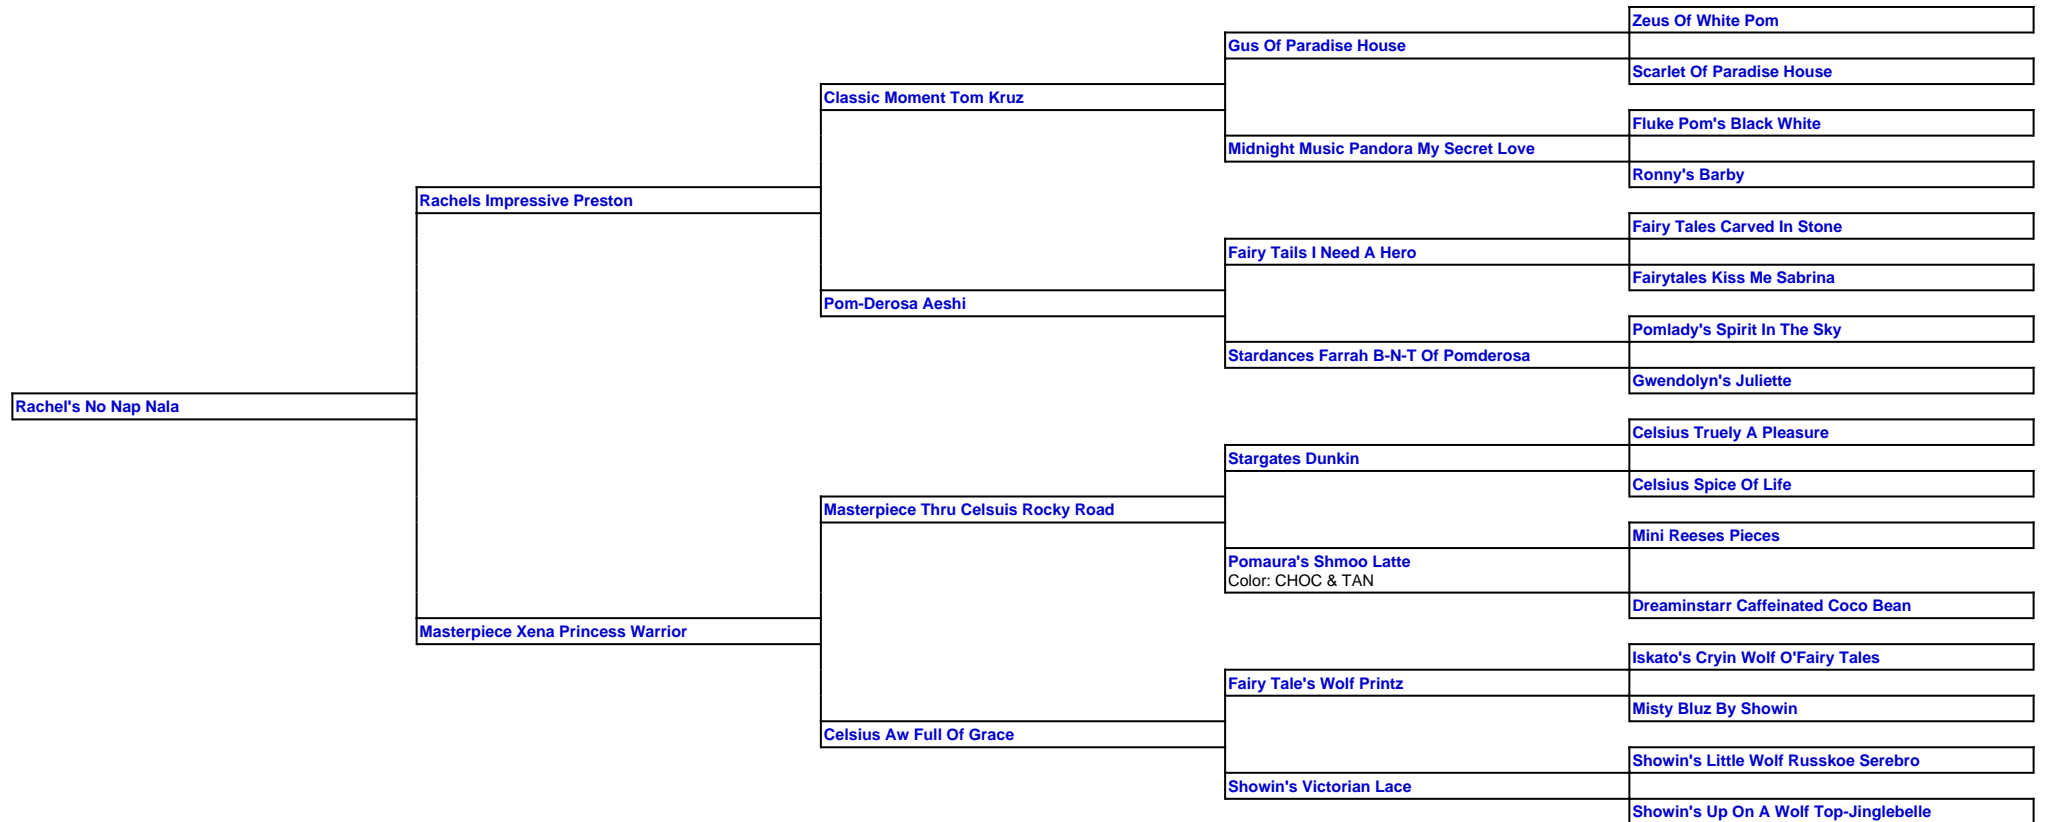 Zeus Of White Pom
Gus Of Paradise House
Scarlet Of Paradise House
Classic Moment Tom Kruz
Fluke Pom's Black White
Midnight Music Pandora My Secret Love
Ronny's Barby
Rachels Impressive Preston
Fairy Tales Carved In Stone
Fairy Tails I Need A Hero
Fairytales Kiss Me Sabrina
Pom-Derosa Aeshi
Pomlady's Spirit In The Sky
Stardances Farrah B-N-T Of Pomderosa
Gwendolyn's Juliette
Rachel's No Nap Nala
Celsius Truely A Pleasure
Stargates Dunkin
Celsius Spice Of Life
Masterpiece Thru Celsuis Rocky Road
Mini Reeses Pieces
Pomaura's Shmoo Latte
Color: CHOC & TAN
Dreaminstarr Caffeinated Coco Bean
Masterpiece Xena Princess Warrior
Iskato's Cryin Wolf O'Fairy Tales
Fairy Tale's Wolf Printz
Misty Bluz By Showin
Celsius Aw Full Of Grace
Showin's Little Wolf Russkoe Serebro
Showin's Victorian Lace
Showin's Up On A Wolf Top-Jinglebelle